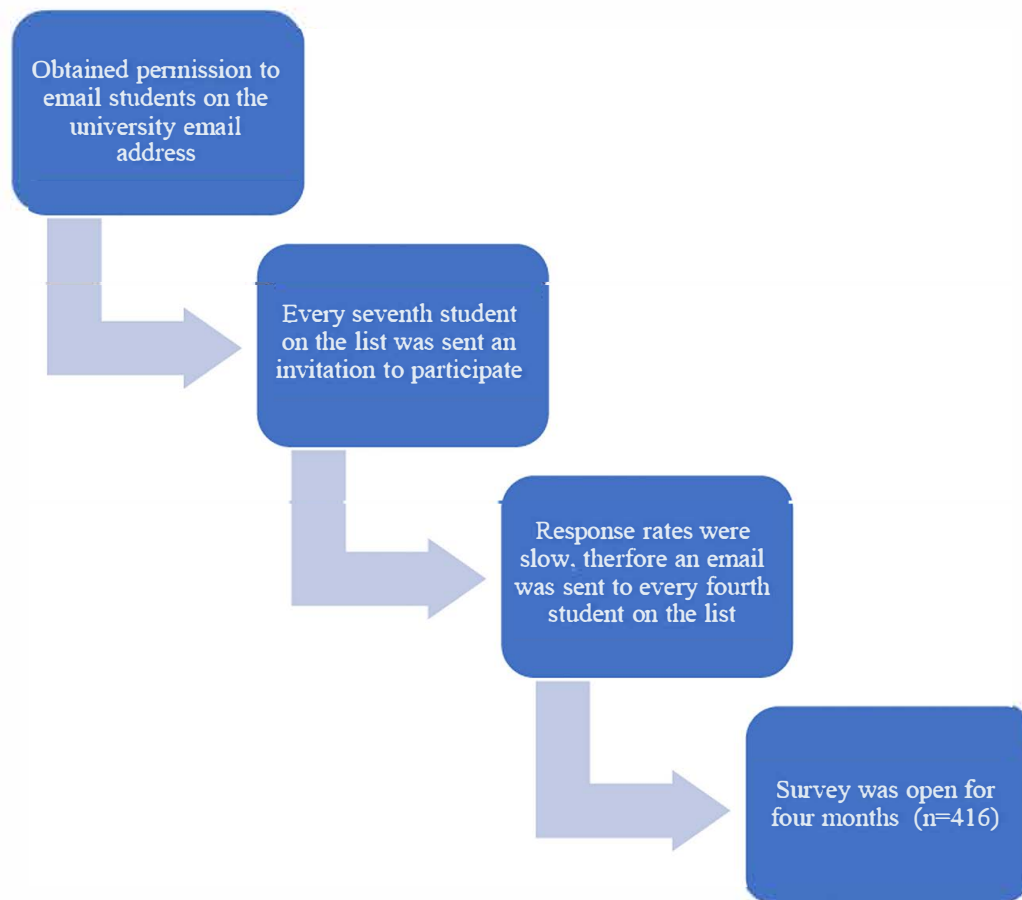 Obtained permission to
email students on the
university email
address
Every seventh student
on the list was sent an
invitation to participate
Response rates were
slow, therfore an email
was sent to every fourth
student on the list
Survey was open for
four months (n=416)